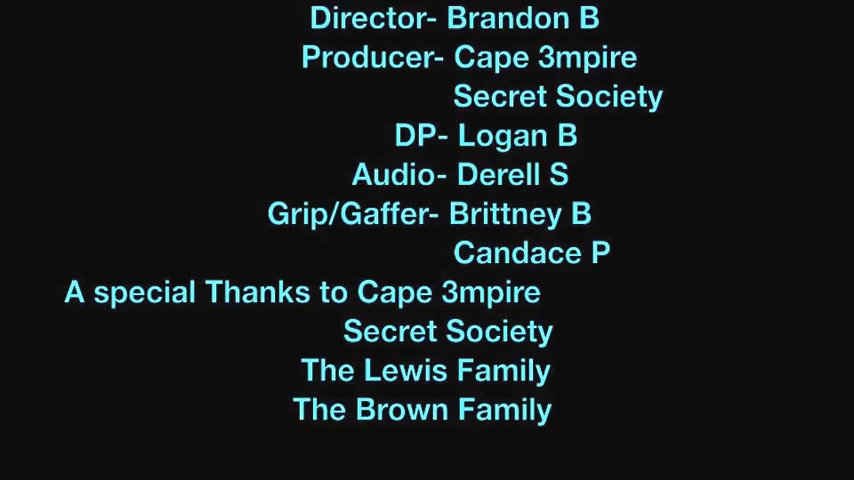 Director- Brandon B
Producer- Cape 3mpire
Secret Society
DP- Logan B
Audio- Derell S
Grip/Gaffer- Brittney B
Candace P
A special Thanks to Cape 3mpire
Secret Society
The Lewis Family
The Brown Family